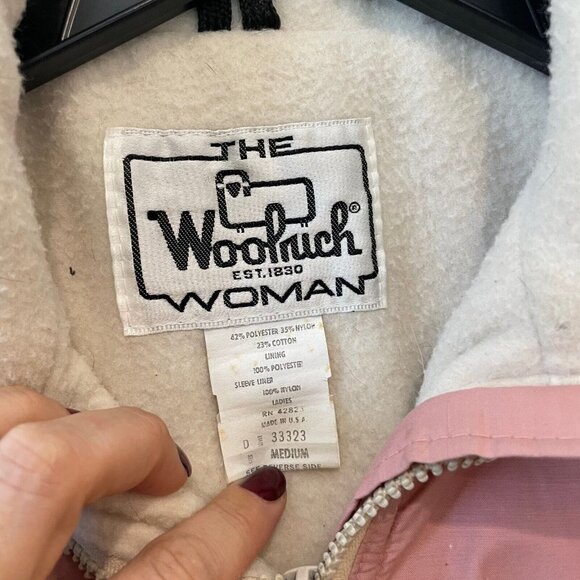 THE
Woolrich®
EST. 1830
WOMAN
42% POLYESTER 35% NYLON
23% COTTON
LINING
100% POLYESTER
SLEEVE LINER
100% NYLON
LADIES
RN 42823
MADE IN U.S.A
D 33323
MEDIUM
SEE REVERSE SIDE